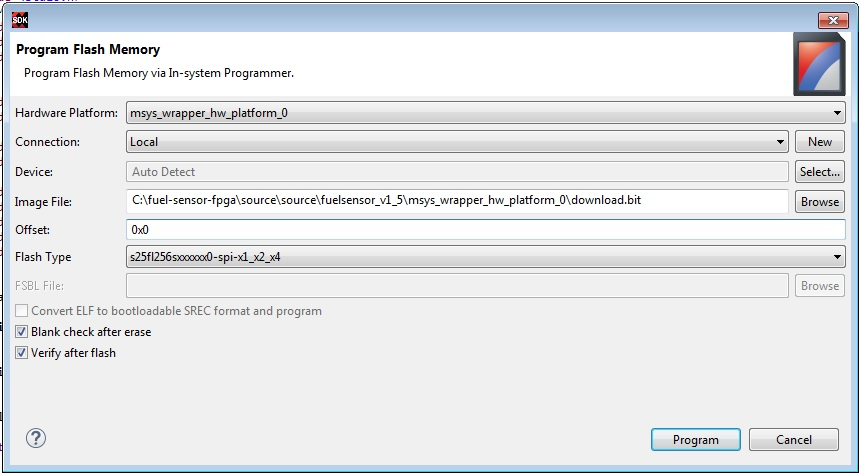 SDK
Program Flash Memory
Program Flash Memory via In-system Programmer.
Hardware Platform: msys_wrapper_hw_platform_0
Connection: Local New
Device: Auto Detect Select...
Image File: C:\fuel-sensor-fpga\source\source\fuelsensor_v1_5\msys_wrapper_hw_platform_0\download.bit Browse
Offset: 0x0
Flash Type s25fl256sxxxxxx0-spi-x1_x2_x4
FSBL File: Browse
Convert ELF to bootloadable SREC format and program
Blank check after erase
Verify after flash
? Program Cancel